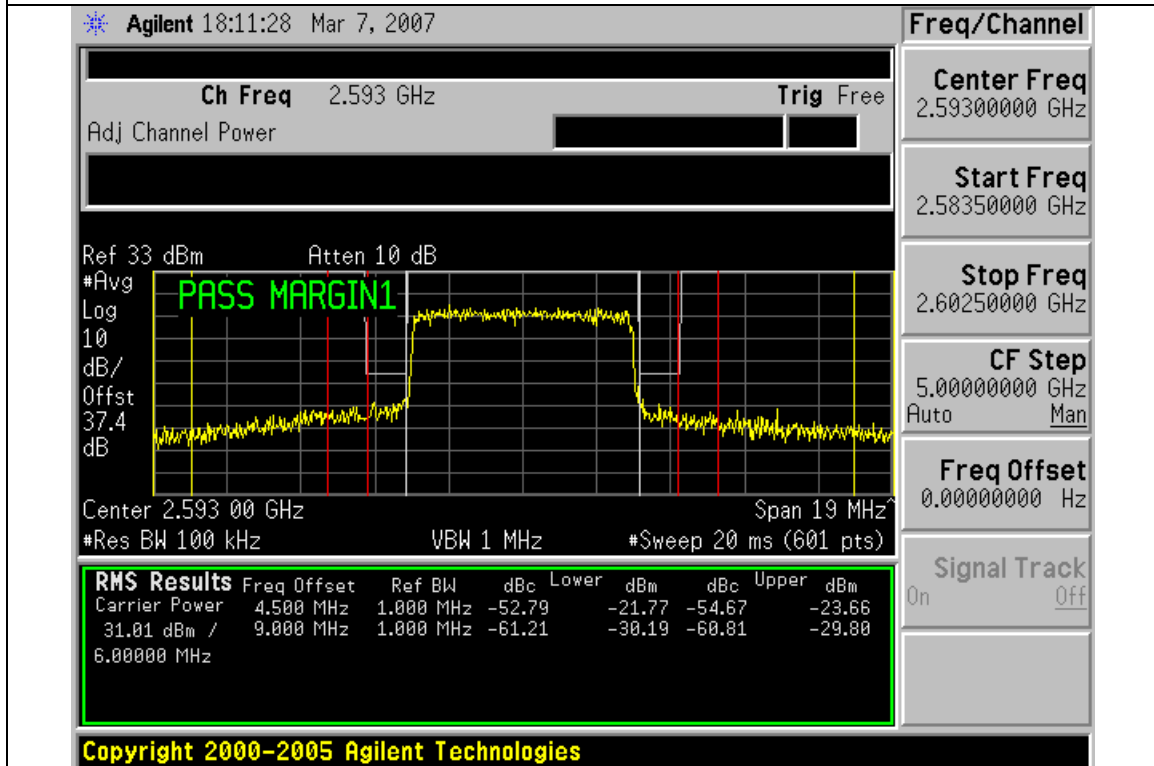 Agilent 18:11:28 Mar 7, 2007
Freq/Channel
Ch Freq 2.593 GHz Trig Free
Adj Channel Power
Center Freq
2.59300000 GHz
Start Freq
2.58350000 GHz
Stop Freq
2.60250000 GHz
CF Step
5.00000000 GHz
Auto Man
Freq Offset
0.00000000 Hz
Signal Track
On Off
Ref 33 dBm Atten 10 dB
#Avg
Log
10
dB/
Offst
37.4
dB
PASS MARGIN1
Center 2.593 00 GHz Span 19 MHz^
#Res BW 100 kHz VBW 1 MHz #Sweep 20 ms (601 pts)
RMS Results Freq Offset Ref BW dBc Lower dBm dBc Upper dBm
Carrier Power 4.500 MHz 1.000 MHz -52.79 -21.77 -54.67 -23.66
31.01 dBm / 9.000 MHz 1.000 MHz -61.21 -30.19 -60.81 -29.80
6.00000 MHz
Copyright 2000-2005 Agilent Technologies